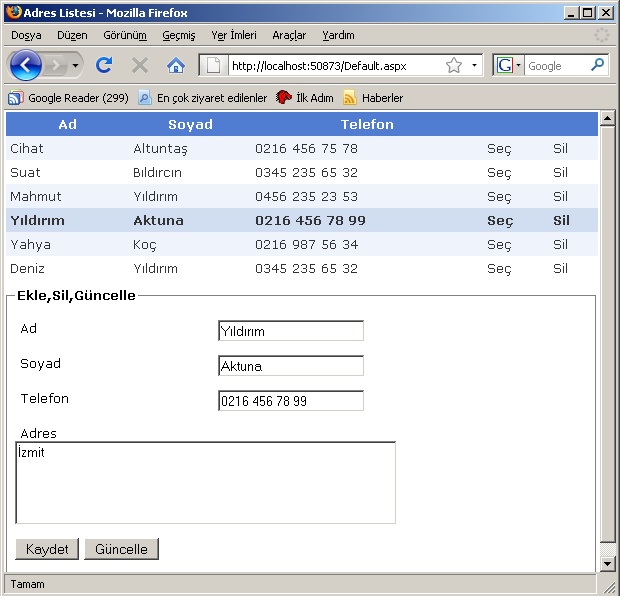 Adres Listesi - Mozilla Firefox
Dosya Düzen Görünüm Geçmiş Yer İmleri Araçlar Yardım
http://localhost:50873/Default.aspx G Google
Google Reader (299) En çok ziyaret edilenler İlk Adım Haberler
Ad Soyad Telefon
Cihat Altuntaş 0216 456 75 78 Seç Sil
Suat Bıldırcın 0345 235 65 32 Seç Sil
Mahmut Yıldırım 0456 235 23 53 Seç Sil
Yıldırım Aktuna 0216 456 78 99 Seç Sil
Yahya Koç 0216 987 56 34 Seç Sil
Deniz Yıldırım 0345 235 65 32 Seç Sil
Ekle,Sil,Güncelle
Ad Yıldırım
Soyad Aktuna
Telefon 0216 456 78 99
Adres
İzmit
Kaydet Güncelle
Tamam